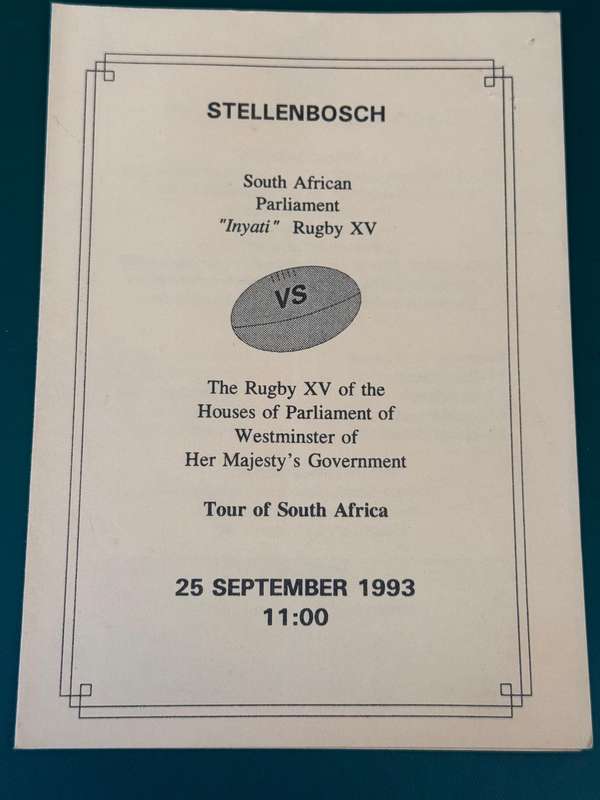 STELLENBOSCH
South African
Parliament
"Inyati" Rugby XV
VS
The Rugby XV of the
Houses of Parliament of
Westminster of
Her Majesty's Government
Tour of South Africa
25 SEPTEMBER 1993
11:00